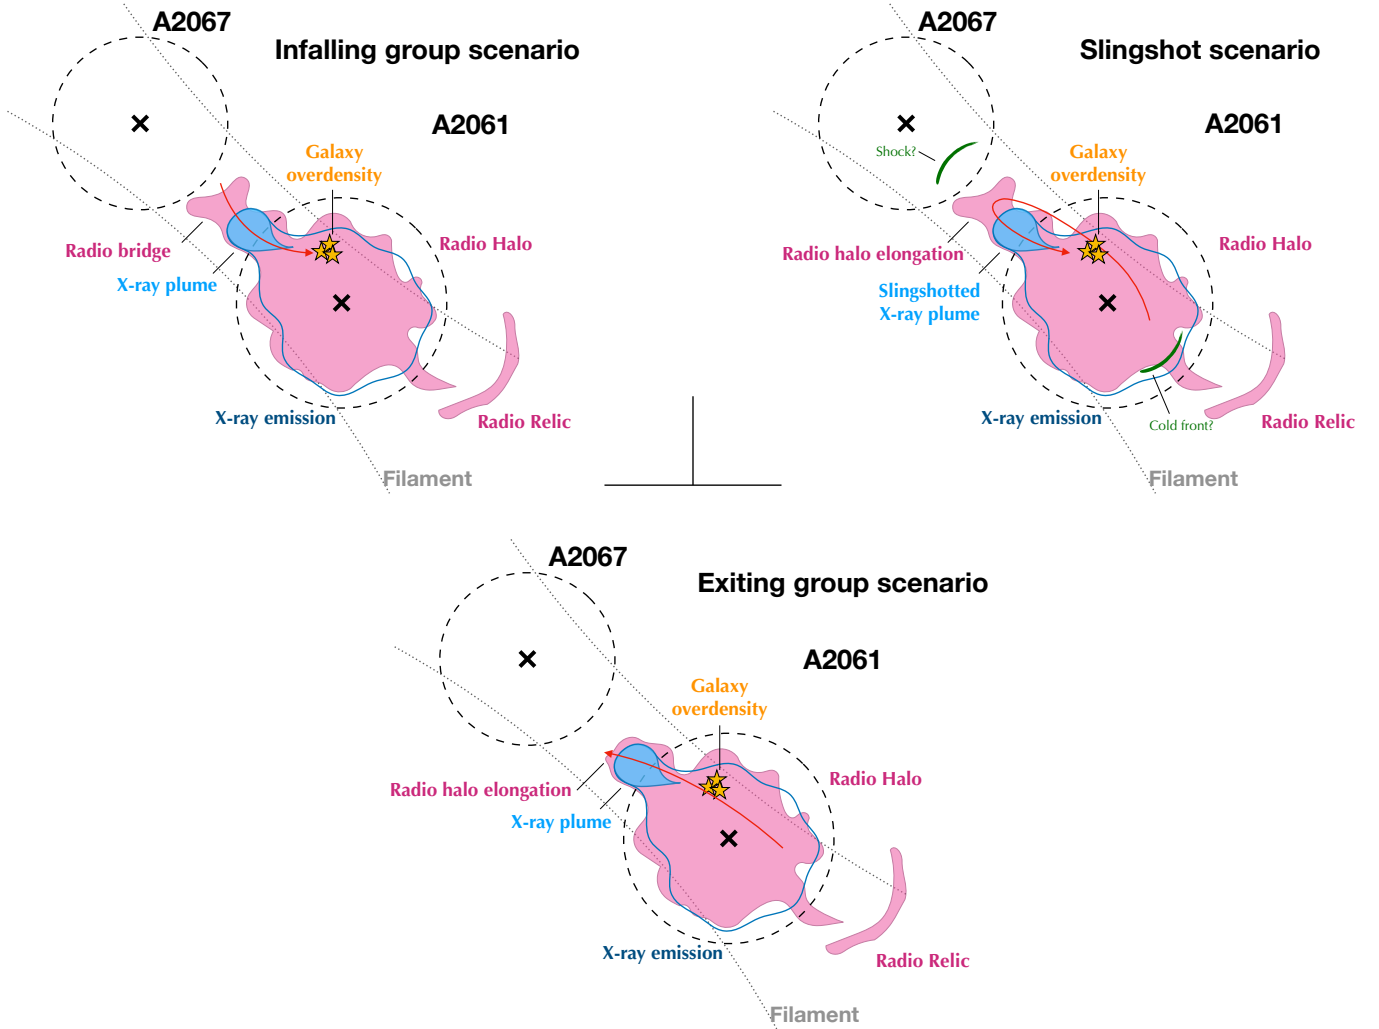 A2067
Infalling group scenario
A2061
Galaxy
overdensity
Radio bridge
Radio Halo
X-ray plume
X-ray emission
Radio Relic
Filament
A2067
Slingshot scenario
A2061
Shock?
Galaxy
overdensity
Radio halo elongation
Radio Halo
Slingshotted
X-ray plume
X-ray emission
Cold front?
Radio Relic
Filament
A2067
Exiting group scenario
A2061
Galaxy
overdensity
Radio halo elongation
Radio Halo
X-ray plume
X-ray emission
Radio Relic
Filament